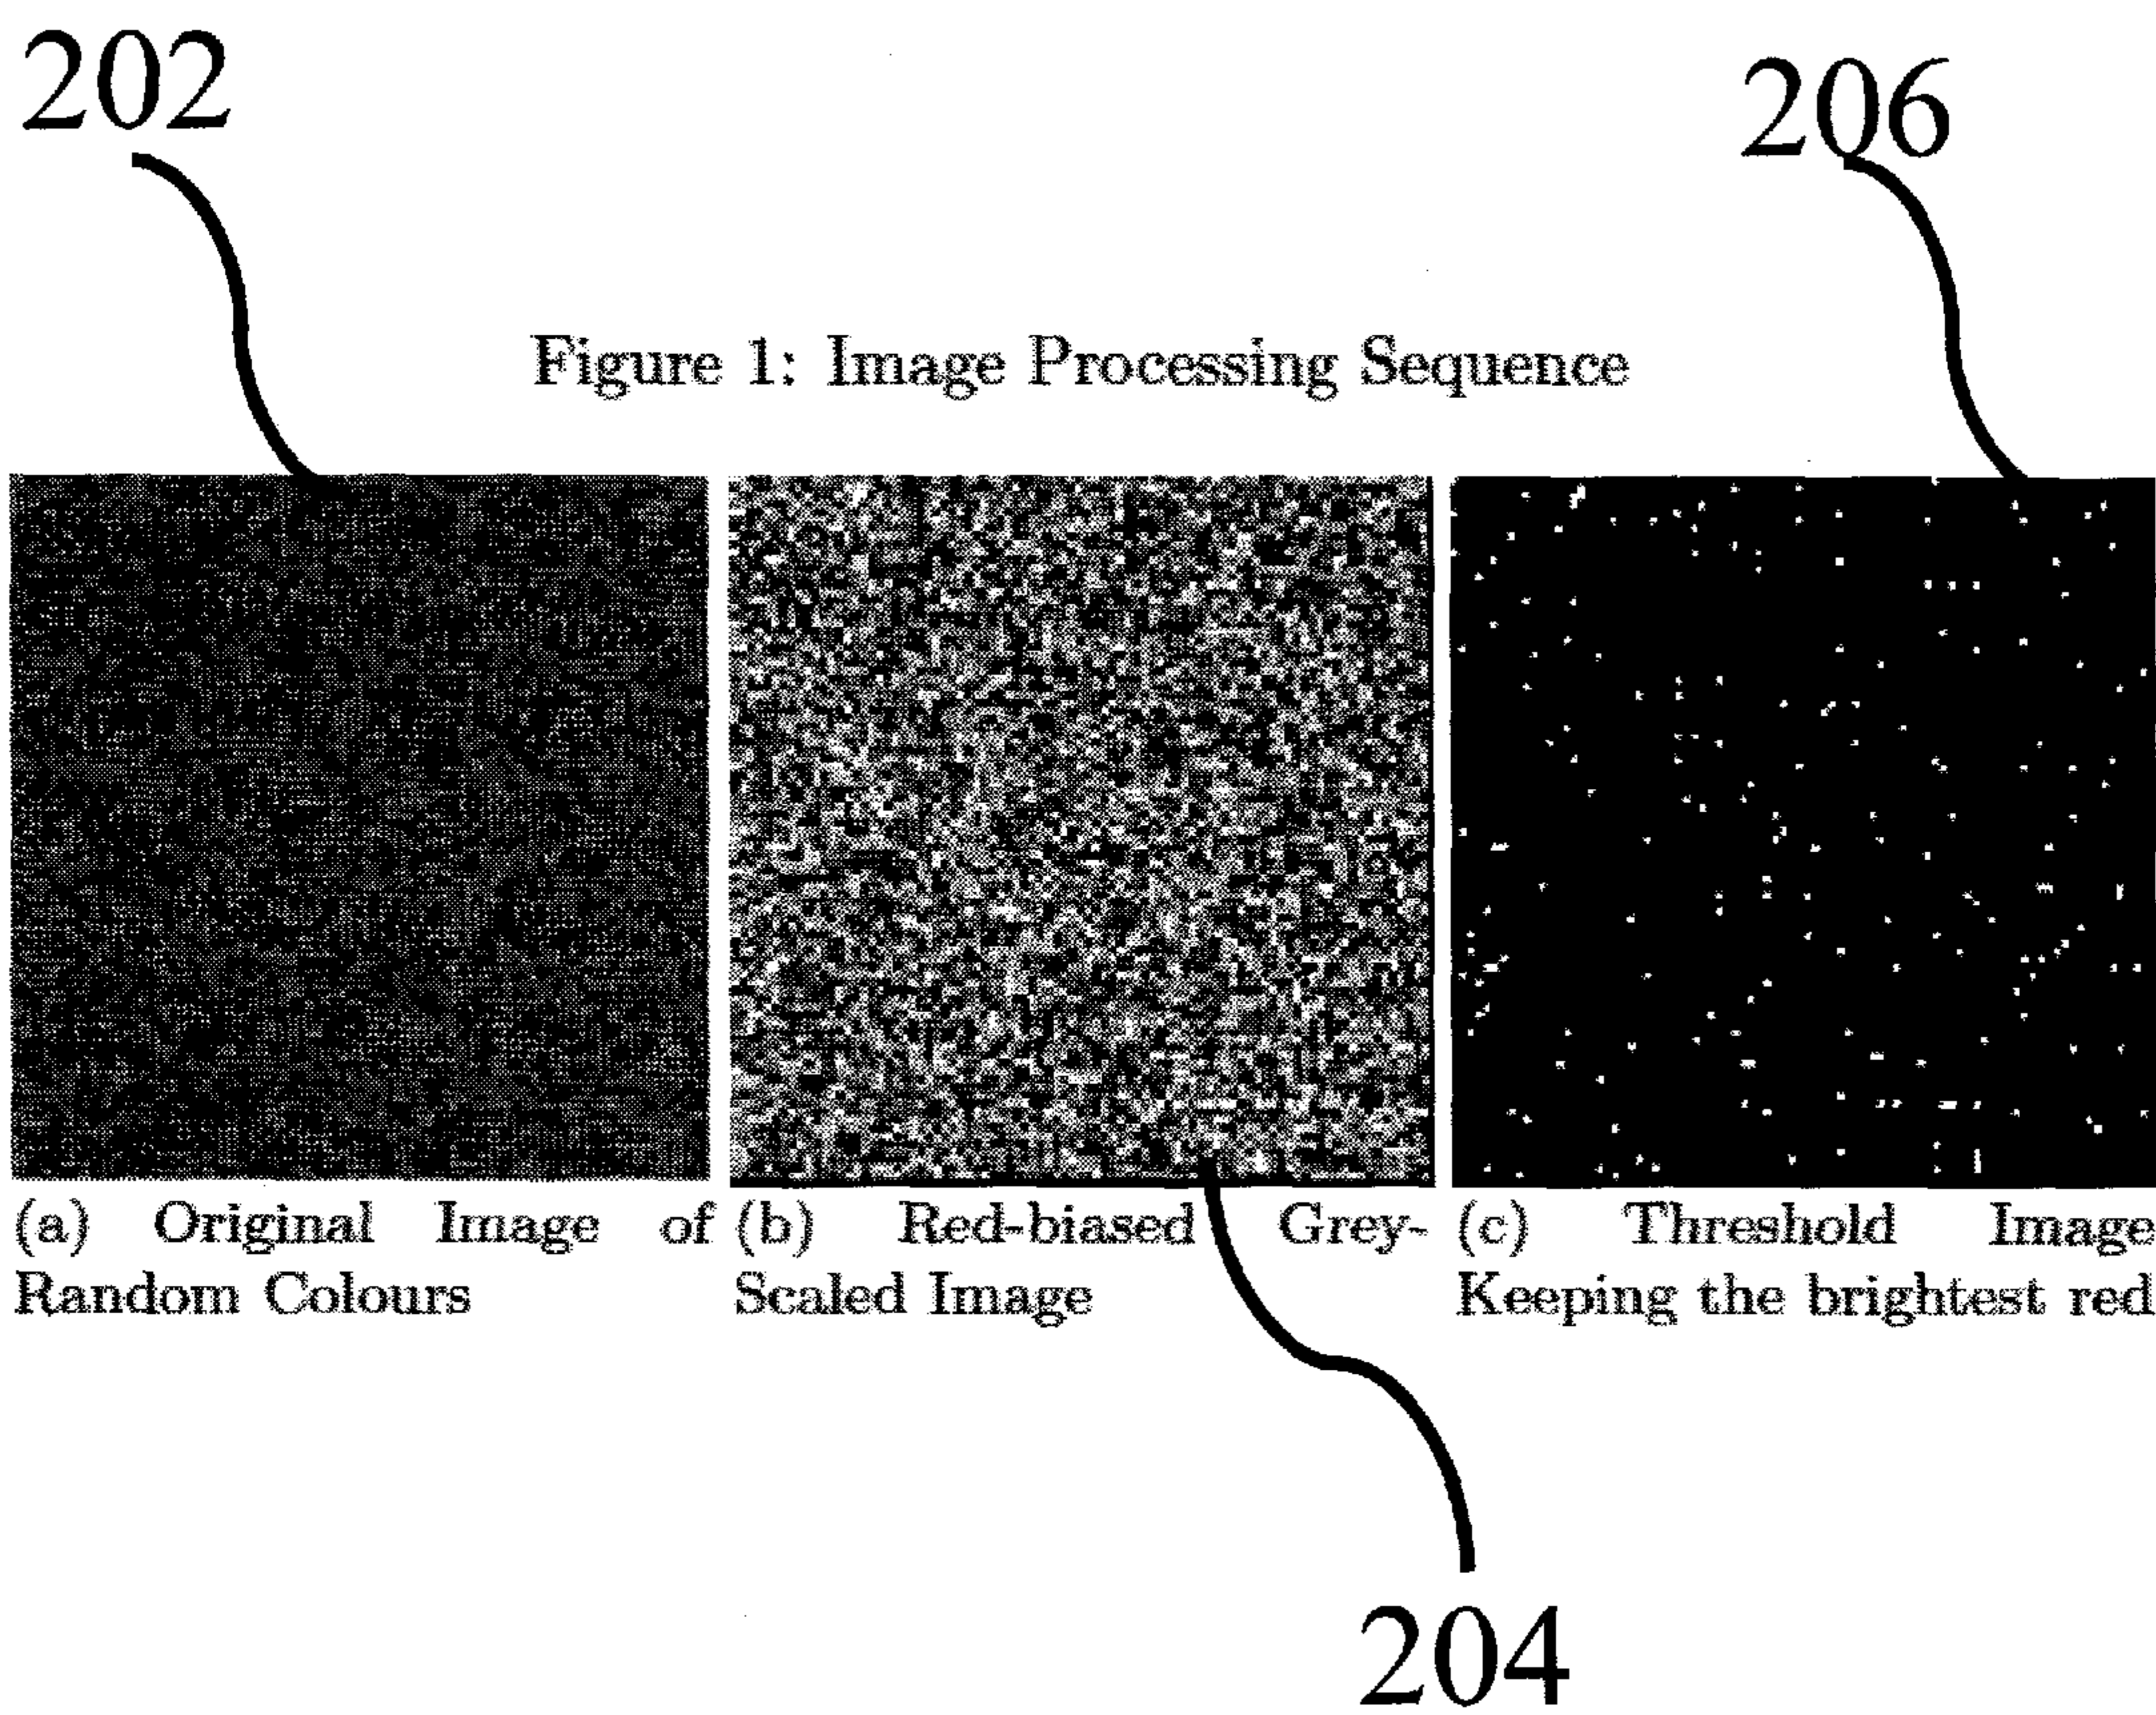 202
206
Figure 1: Image Processing Sequence
(a) Original Image of
Random Colours
(b) Red-biased Grey-
Scaled Image
(c) Threshold Image
Keeping the brightest red
204